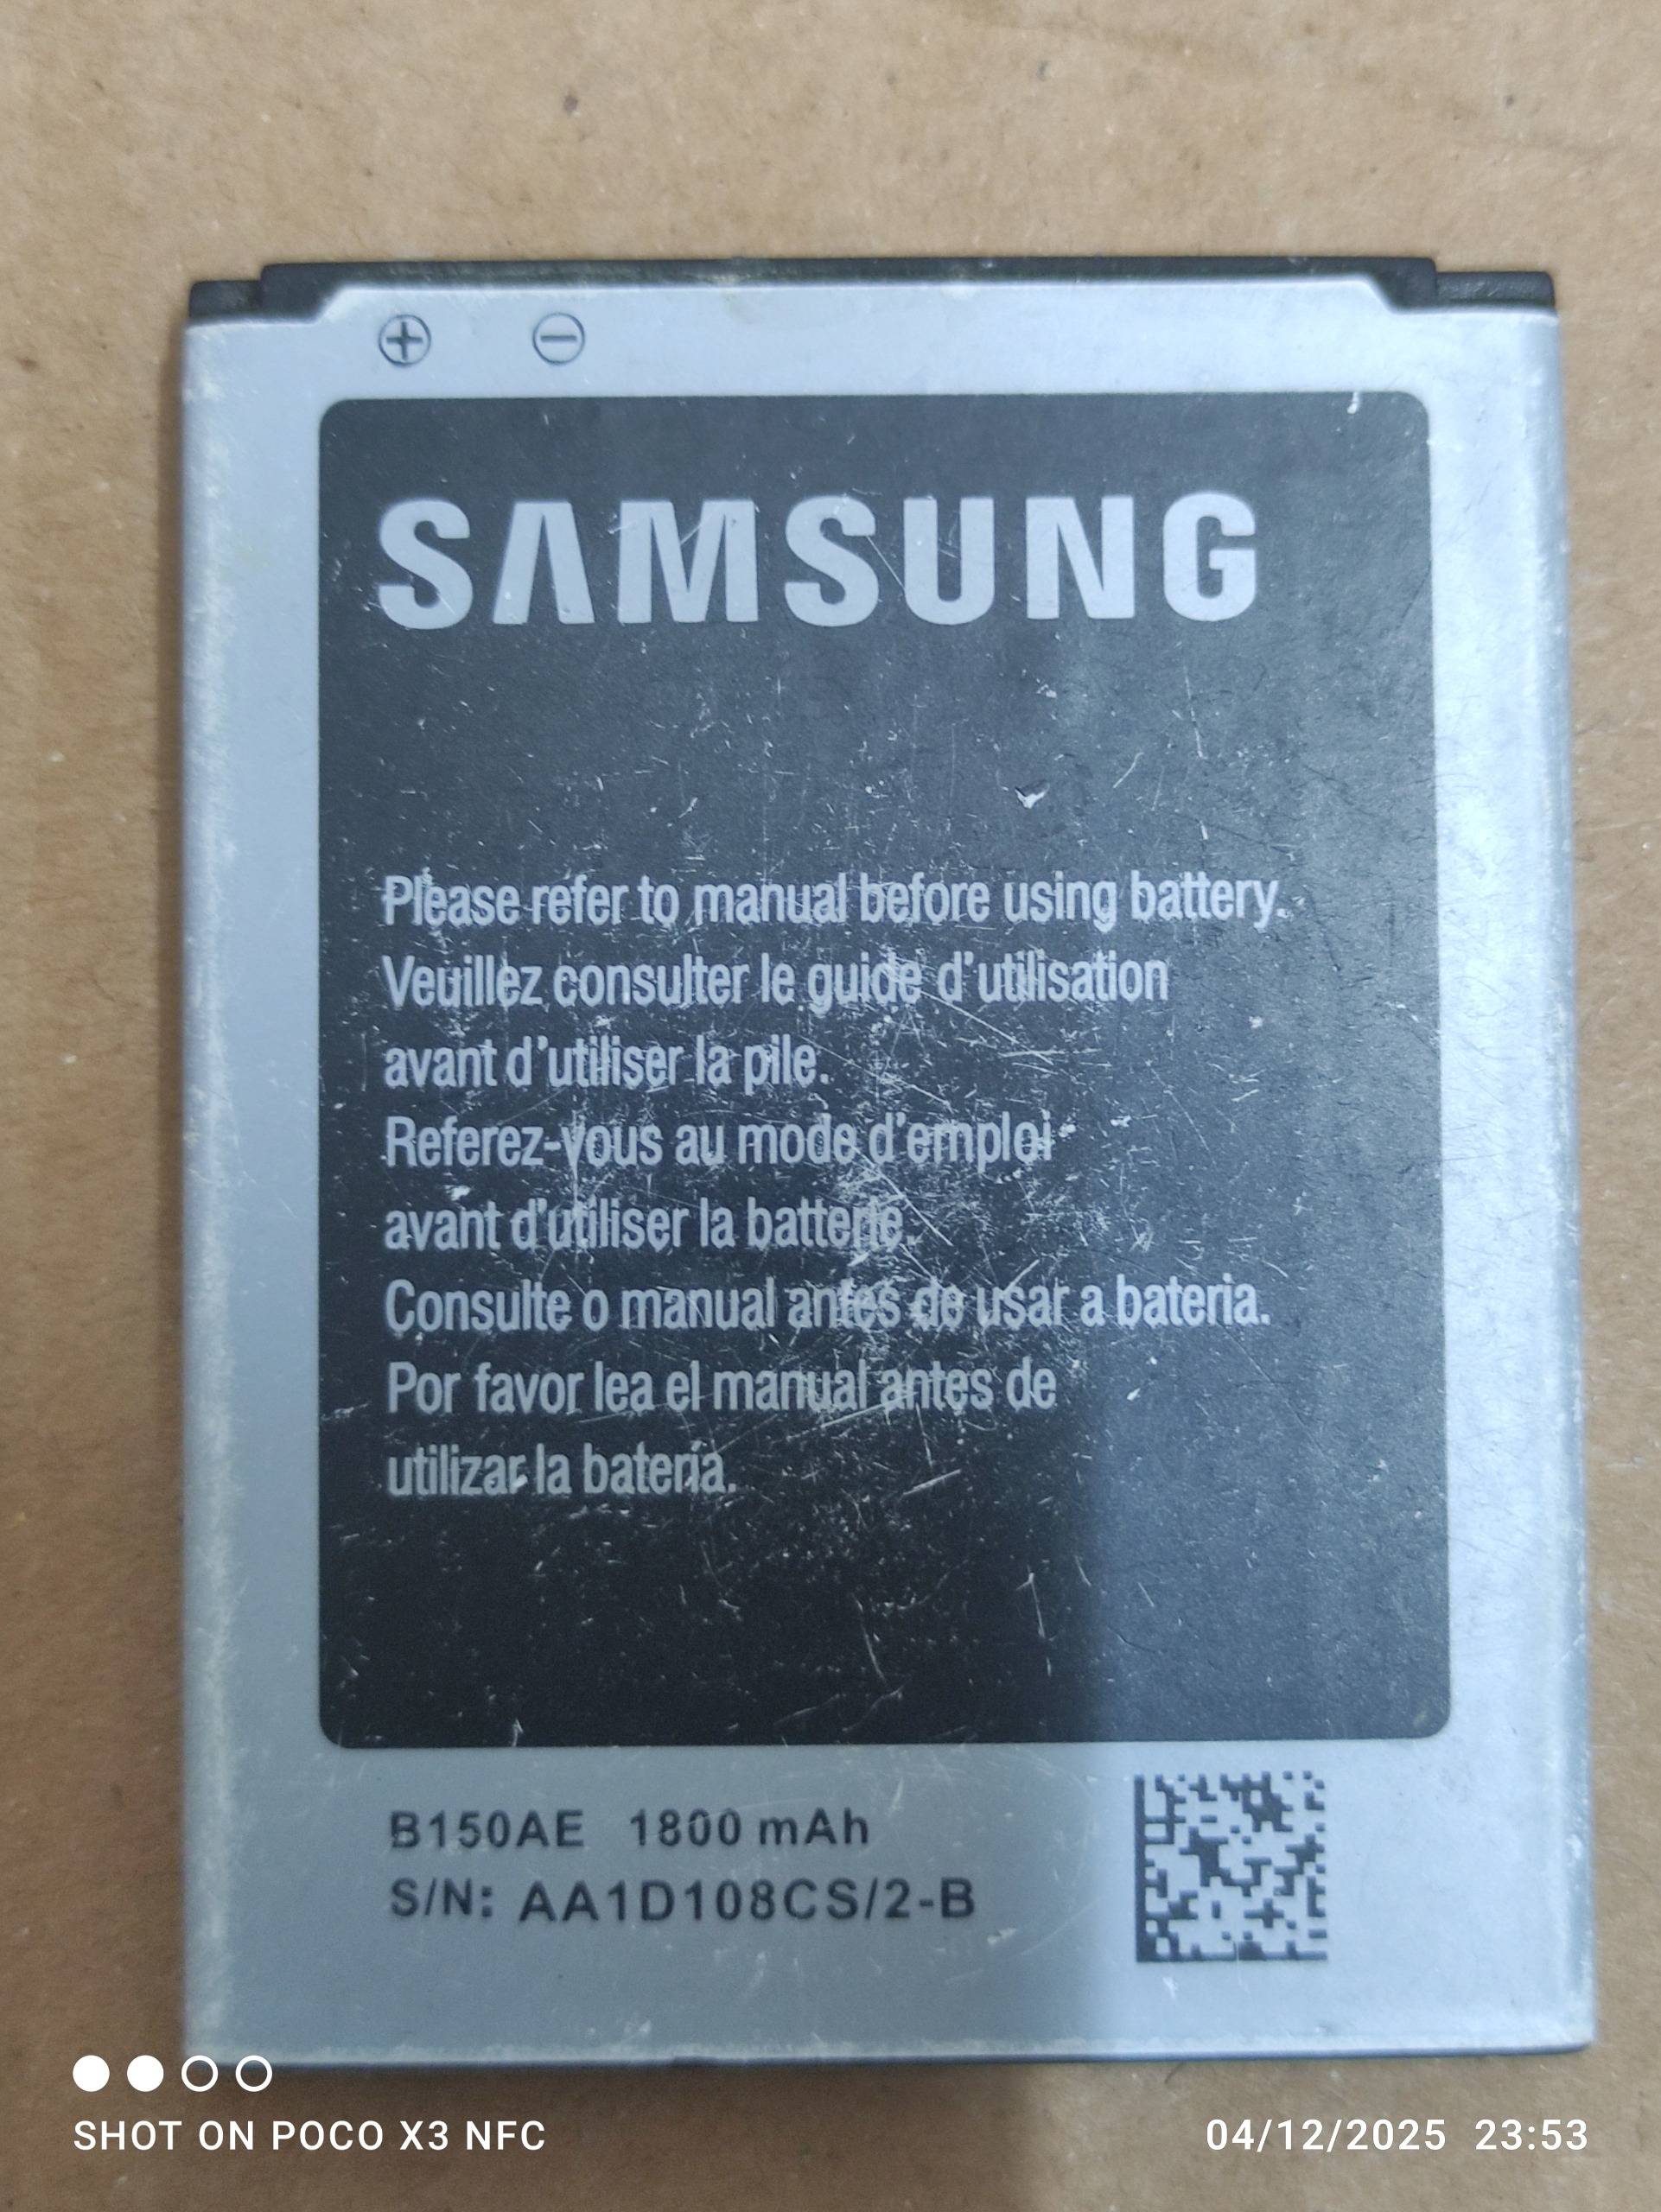 + −
SAMSUNG
Please refer to manual before using battery.
Veuillez consulter le guide d'utilisation
avant d'utiliser la pile.
Referez-vous au mode d'emploi
avant d'utiliser la batterie.
Consulte o manual antes de usar a bateria.
Por favor lea el manual antes de
utilizar la batería.
B150AE 1800 mAh
S/N: AA1D108CS/2-B
SHOT ON POCO X3 NFC
04/12/2025 23:53